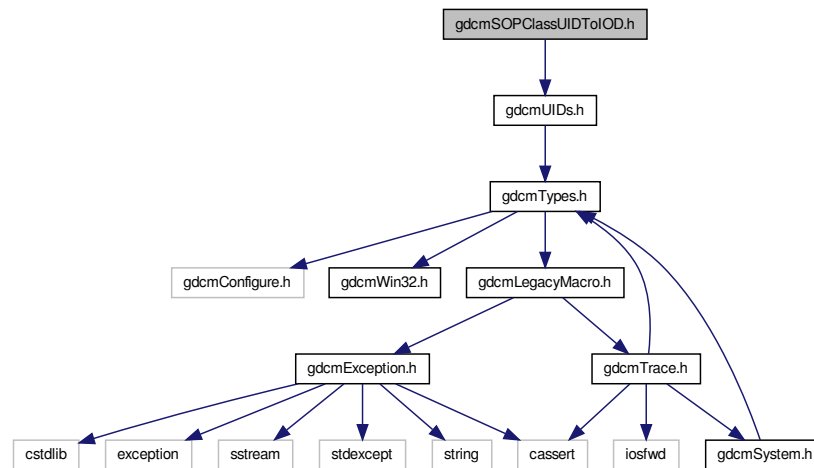 gdcmSOPClassUIDToIOD.h
gdcmUIDs.h
gdcmTypes.h
gdcmConfigure.h
gdcmWin32.h
gdcmLegacyMacro.h
gdcmException.h
gdcmTrace.h
cstdlib
exception
sstream
stdexcept
string
cassert
iosfwd
gdcmSystem.h